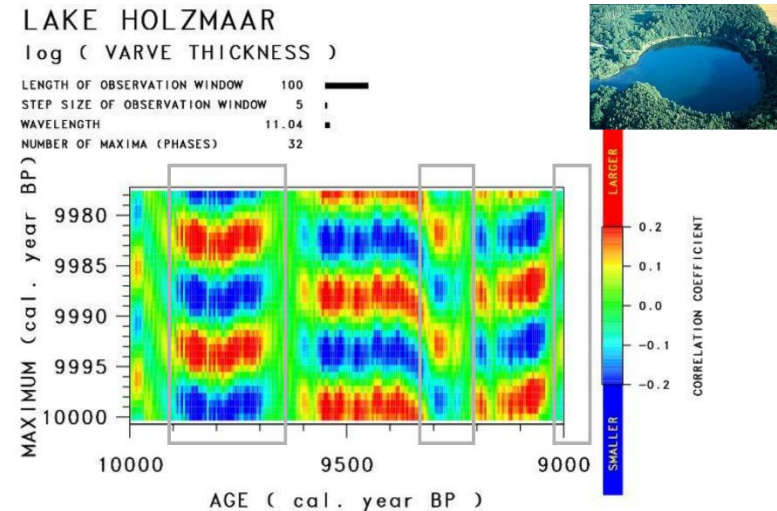 LAKE HOLZMAAR
log ( VARVE THICKNESS )
LENGTH OF OBSERVATION WINDOW 100
STEP SIZE OF OBSERVATION WINDOW 5
WAVELENGTH 11.04
NUMBER OF MAXIMA (PHASES) 32
MAXIMUM (cal. year BP)
9980
9985
9990
9995
10000
10000 9500 9000
AGE ( cal. year BP )
LARGER
0.2
0.1
0.0
-0.1
-0.2
SMALLER
CORRELATION COEFFICIENT